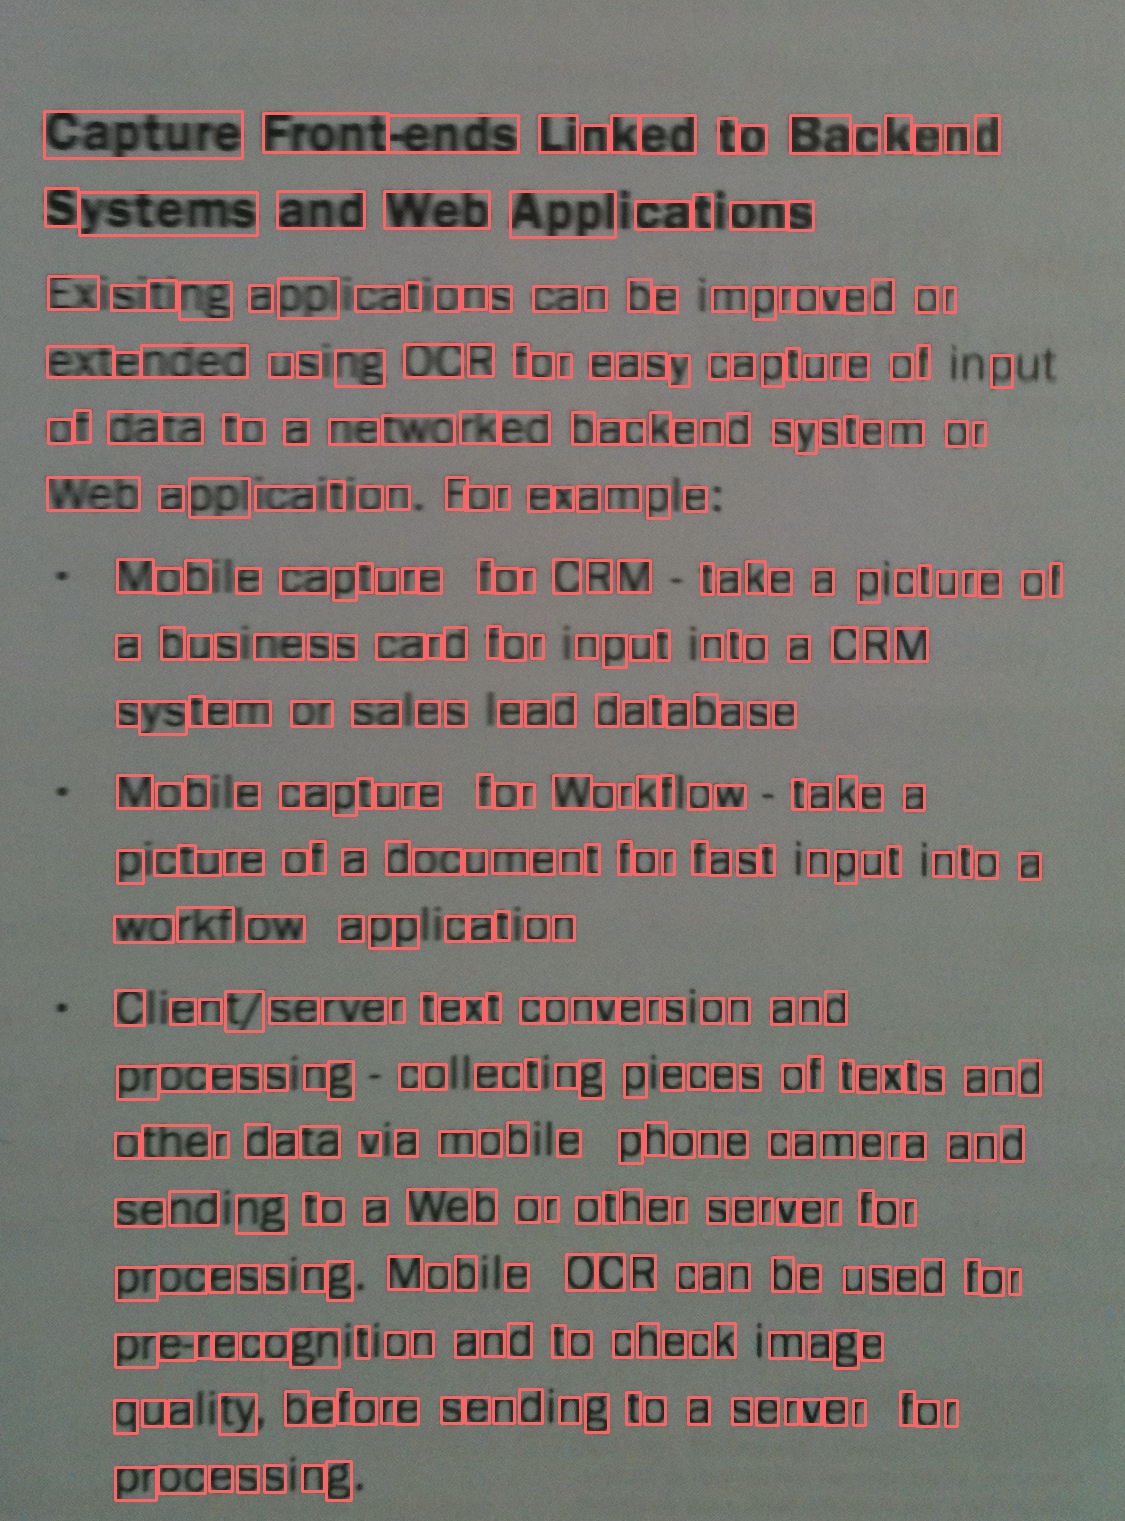 Capture Front-ends Linked to Backend
Systems and Web Applications
Exisiting applications can be improved or
extended using OCR for easy capture of input
of data to a networked backend system or
Web applicaition. For example:
• Mobile capture for CRM - take a picture of
a business card for input into a CRM
system or sales lead database
• Mobile capture for Workflow - take a
picture of a document for fast input into a
workflow application
• Client/server text conversion and
processing - collecting pieces of texts and
other data via mobile phone camera and
sending to a Web or other server for
processing. Mobile OCR can be used for
pre-recognition and to check image
quality, before sending to a server for
processing.